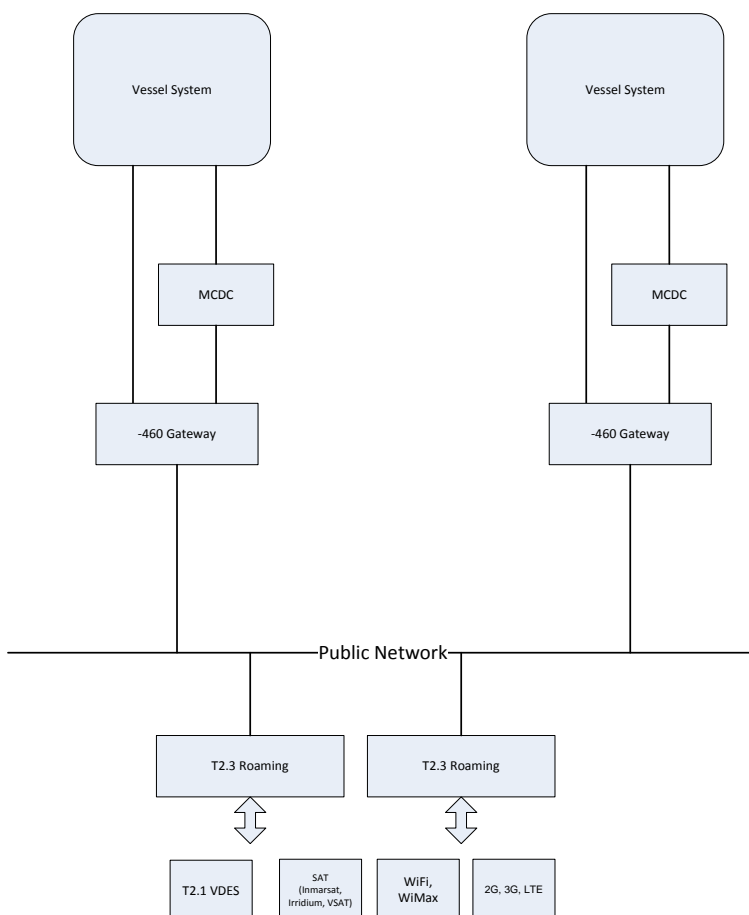 Vessel System
Vessel System
MCDC
MCDC
-460 Gateway
-460 Gateway
Public Network
T2.3 Roaming
T2.3 Roaming
T2.1 VDES
SAT
(Inmarsat,
Irridium, VSAT)
WiFi,
WiMax
2G, 3G, LTE